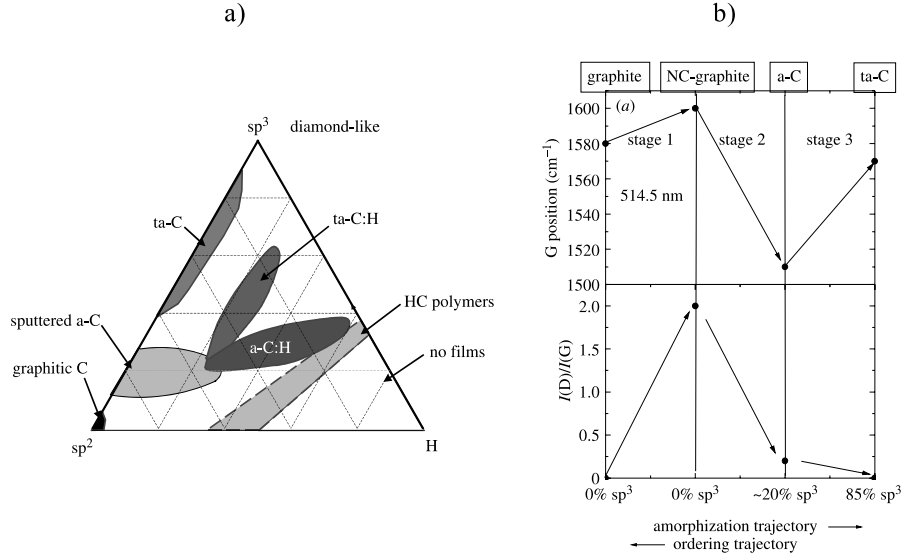 a)
sp³ diamond-like
ta-C
ta-C:H
HC polymers
sputtered a-C
a-C:H
no films
graphitic C
sp²
H
b)
graphite NC-graphite a-C ta-C
(a)
1600
1580
1560
1540
1520
1500
G position (cm⁻¹)
stage 1 stage 2 stage 3
514.5 nm
2.0
1.5
1.0
0.5
0
I(D)/I(G)
0% sp³ 0% sp³ ~20% sp³ 85% sp³
amorphization trajectory
ordering trajectory